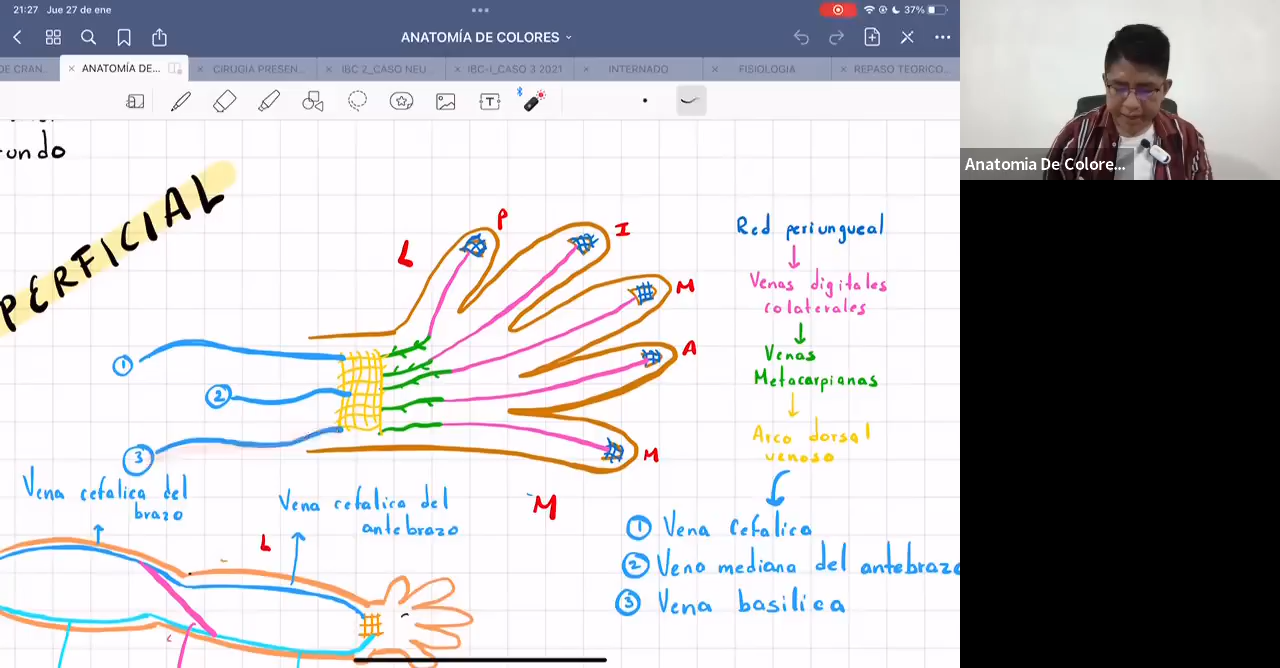 21:27 Jue 27 de ene
37%
ANATOMÍA DE COLORES
DE CRAN...
ANATOMÍA DE...
CIRUGIA PRESEN...
IBC 2_CASO NEU...
IBC-I_CASO 3 2021
INTERNADO
FISIOLOGIA
REPASO TEORICO...
undo
PERFICIAL
L
P
I
M
A
M
M
1
2
3
Red periungueal
Venas digitales
colaterales
Venas
Metacarpianas
Arco dorsal
venoso
1 Vena Cefalica
2 Vena mediana del antebrazo
3 Vena basilica
Vena cefalica del
brazo
Vena cefalica del
antebrazo
L
Anatomia De Colore...